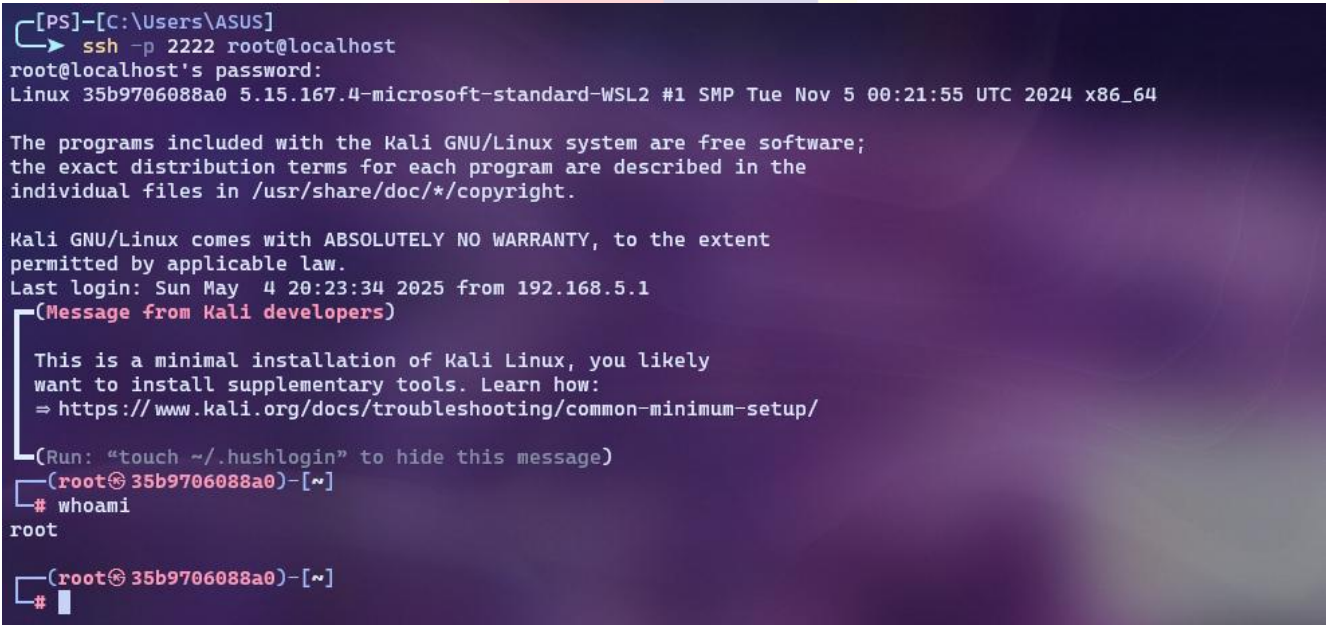 [PS]-[C:\Users\ASUS]
ssh -p 2222 root@localhost
root@localhost's password:
Linux 35b9706088a0 5.15.167.4-microsoft-standard-WSL2 #1 SMP Tue Nov 5 00:21:55 UTC 2024 x86_64
The programs included with the Kali GNU/Linux system are free software;
the exact distribution terms for each program are described in the
individual files in /usr/share/doc/*/copyright.
Kali GNU/Linux comes with ABSOLUTELY NO WARRANTY, to the extent
permitted by applicable law.
Last login: Sun May  4 20:23:34 2025 from 192.168.5.1
(Message from Kali developers)
This is a minimal installation of Kali Linux, you likely
want to install supplementary tools. Learn how:
⇒ https://www.kali.org/docs/troubleshooting/common-minimum-setup/
(Run: “touch ~/.hushlogin” to hide this message)
(root㉿35b9706088a0)-[~]
# whoami
root
(root㉿35b9706088a0)-[~]
#